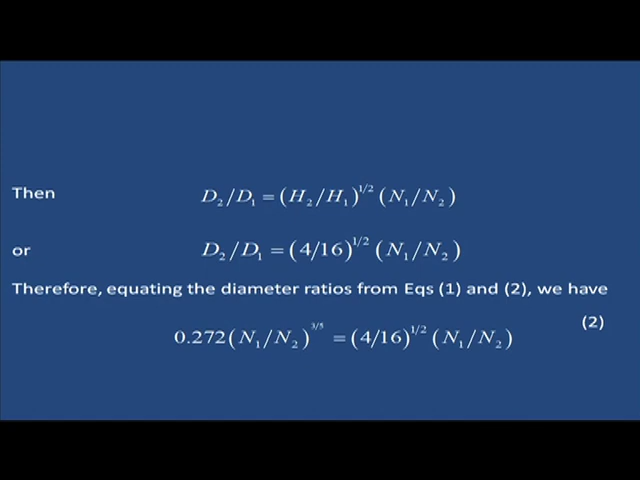 Then D₂/D₁ = (H₂/H₁)^1/2 (N₁/N₂)
or D₂/D₁ = (4/16)^1/2 (N₁/N₂)
Therefore, equating the diameter ratios from Eqs (1) and (2), we have
(2)
0.272(N₁/N₂)^3/5 = (4/16)^1/2 (N₁/N₂)